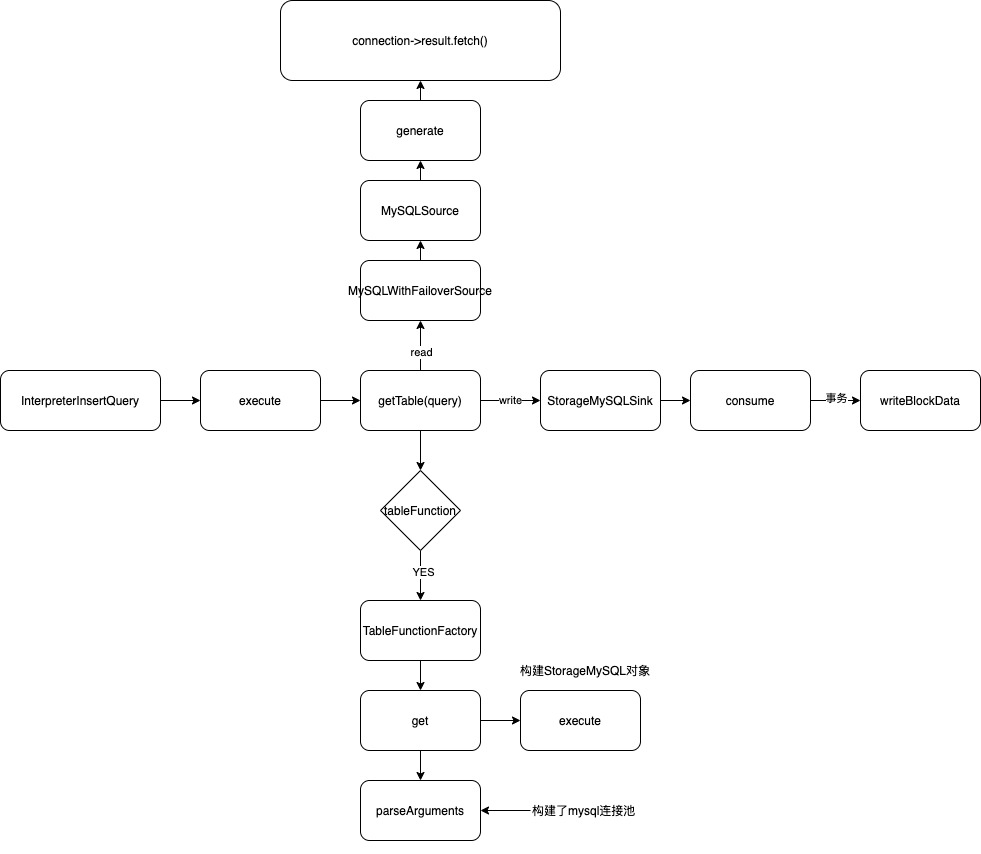 connection->result.fetch()
generate
MySQLSource
MySQLWithFailoverSource
read
InterpreterInsertQuery
execute
getTable(query)
write
StorageMySQLSink
consume
事务
writeBlockData
tableFunction
YES
TableFunctionFactory
构建StorageMySQL对象
get
execute
parseArguments
构建了mysql连接池